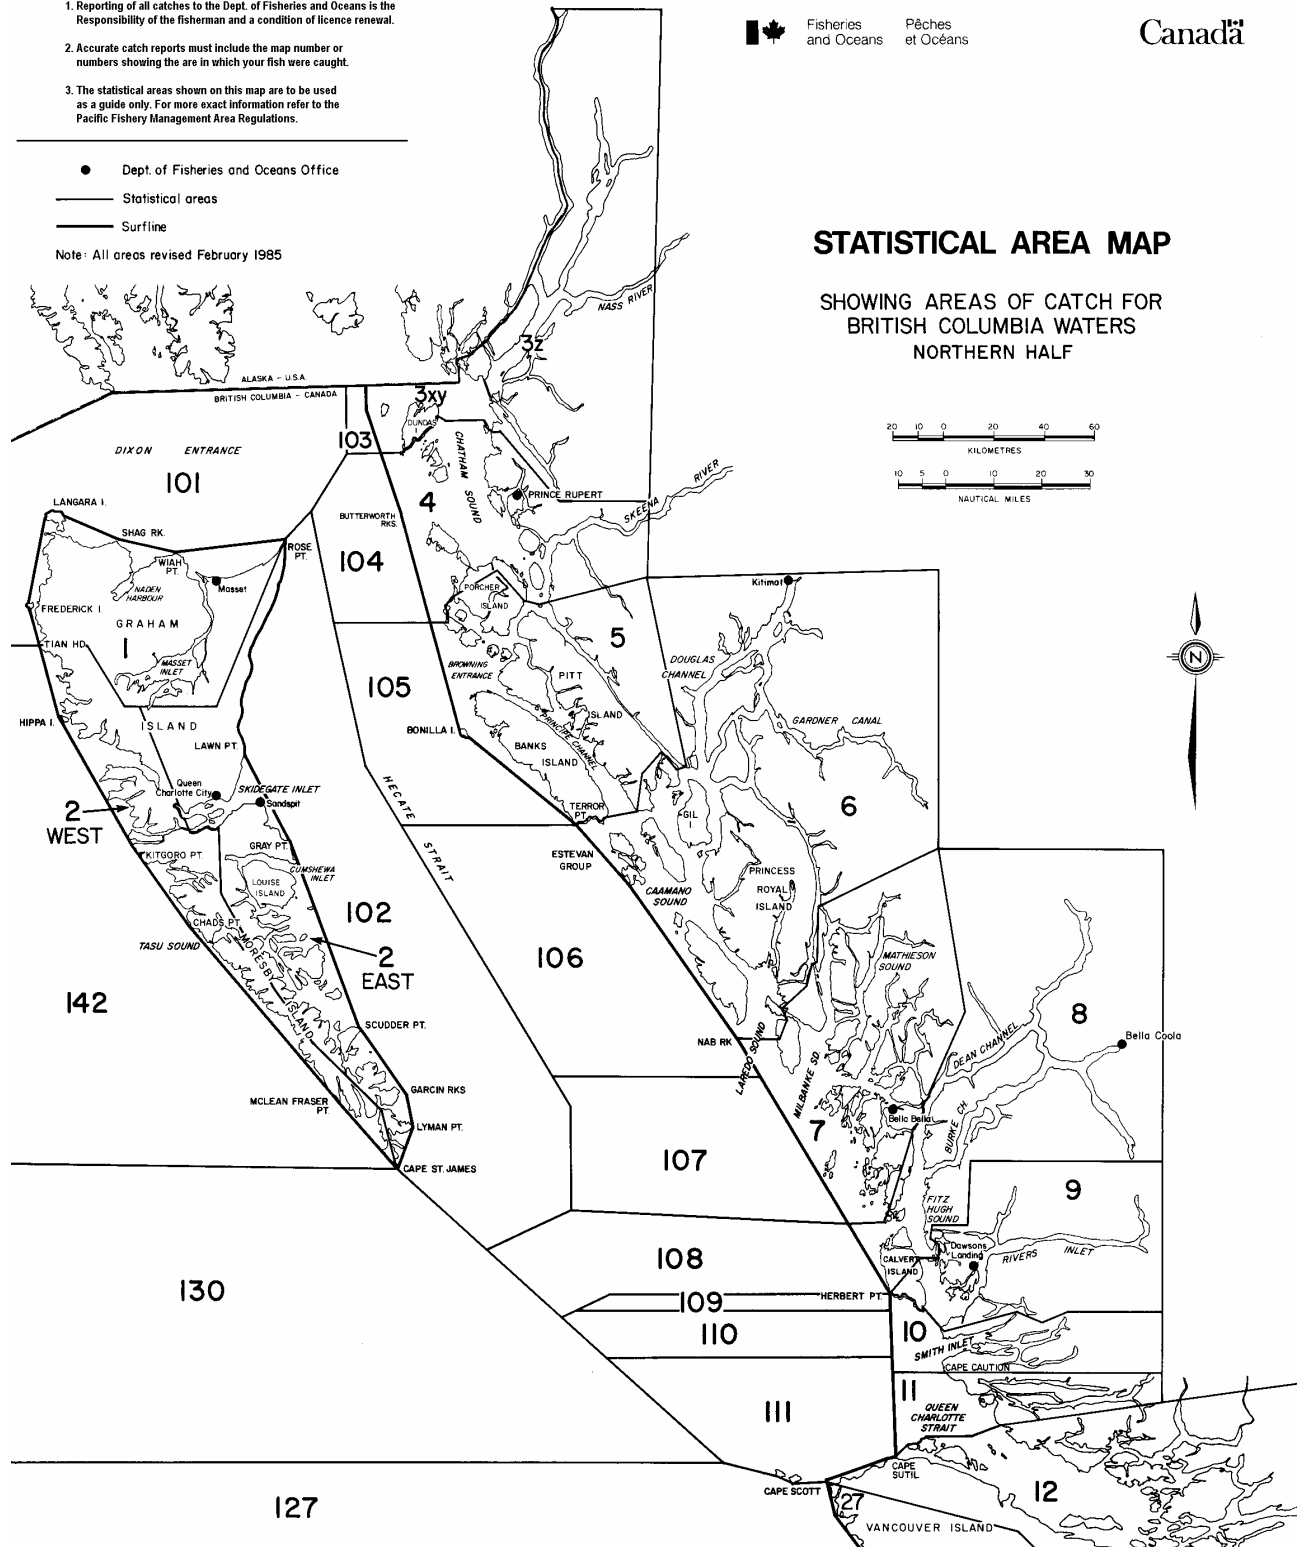 1. Reporting of all catches to the Dept. of Fisheries and Oceans is the
Responsibility of the fisherman and a condition of licence renewal.
2. Accurate catch reports must include the map number or
numbers showing the are in which your fish were caught.
3. The statistical areas shown on this map are to be used
as a guide only. For more exact information refer to the
Pacific Fishery Management Area Regulations.
Fisheries
and Oceans
Pêches
et Océans
Canada
Dept. of Fisheries and Oceans Office
Statistical areas
Surfline
Note: All areas revised February 1985
STATISTICAL AREA MAP
SHOWING AREAS OF CATCH FOR
BRITISH COLUMBIA WATERS
NORTHERN HALF
20 10 0 20 40 60
KILOMETRES
10 5 0 10 20 30
NAUTICAL MILES
N
NASS RIVER
3z
ALASKA - U.S.A.
BRITISH COLUMBIA - CANADA
3xy
DUNDAS
I.
103
DIXON ENTRANCE
101
CHATHAM SOUND
4
PRINCE RUPERT
SKEENA RIVER
LANGARA I.
SHAG RK.
BUTTERWORTH
RKS.
ROSE
PT.
104
WIAH
PT.
Masset
NADEN
HARBOUR
FREDERICK I.
GRAHAM
1
TIAN HD.
MASSET
INLET
PORCHER
ISLAND
Kitimat
5
DOUGLAS
CHANNEL
BROWNING
ENTRANCE
PITT
ISLAND
105
PRINCIPE CHANNEL
HIPPA I.
ISLAND
LAWN PT.
BONILLA I.
BANKS
ISLAND
GARDNER CANAL
Queen
Charlotte City
SKIDEGATE INLET
Sandspit
HECATE STRAIT
TERROR
PT.
GIL
I.
6
2
WEST
KITGORO PT.
GRAY PT.
CUMSHEWA
INLET
LOUISE
ISLAND
ESTEVAN
GROUP
CAAMANO
SOUND
PRINCESS
ROYAL
ISLAND
102
CHADS PT.
TASU SOUND
MORESBY ISLAND
2
EAST
106
MATHIESON
SOUND
142
SCUDDER PT.
NAB RK
LAREDO SOUND
MILBANKE SD.
DEAN CHANNEL
8
Bella Coola
GARCIN RKS
MCLEAN FRASER
PT.
LYMAN PT.
Bella Bella
BURKE CH.
7
CAPE ST. JAMES
107
9
FITZ
HUGH
SOUND
Dawsons
Landing
RIVERS INLET
CALVERT
ISLAND
108
130
HERBERT PT.
109
110
10
SMITH INLET
CAPE CAUTION
11
QUEEN
CHARLOTTE
STRAIT
111
CAPE
SUTIL
CAPE SCOTT
12
27
127
VANCOUVER ISLAND